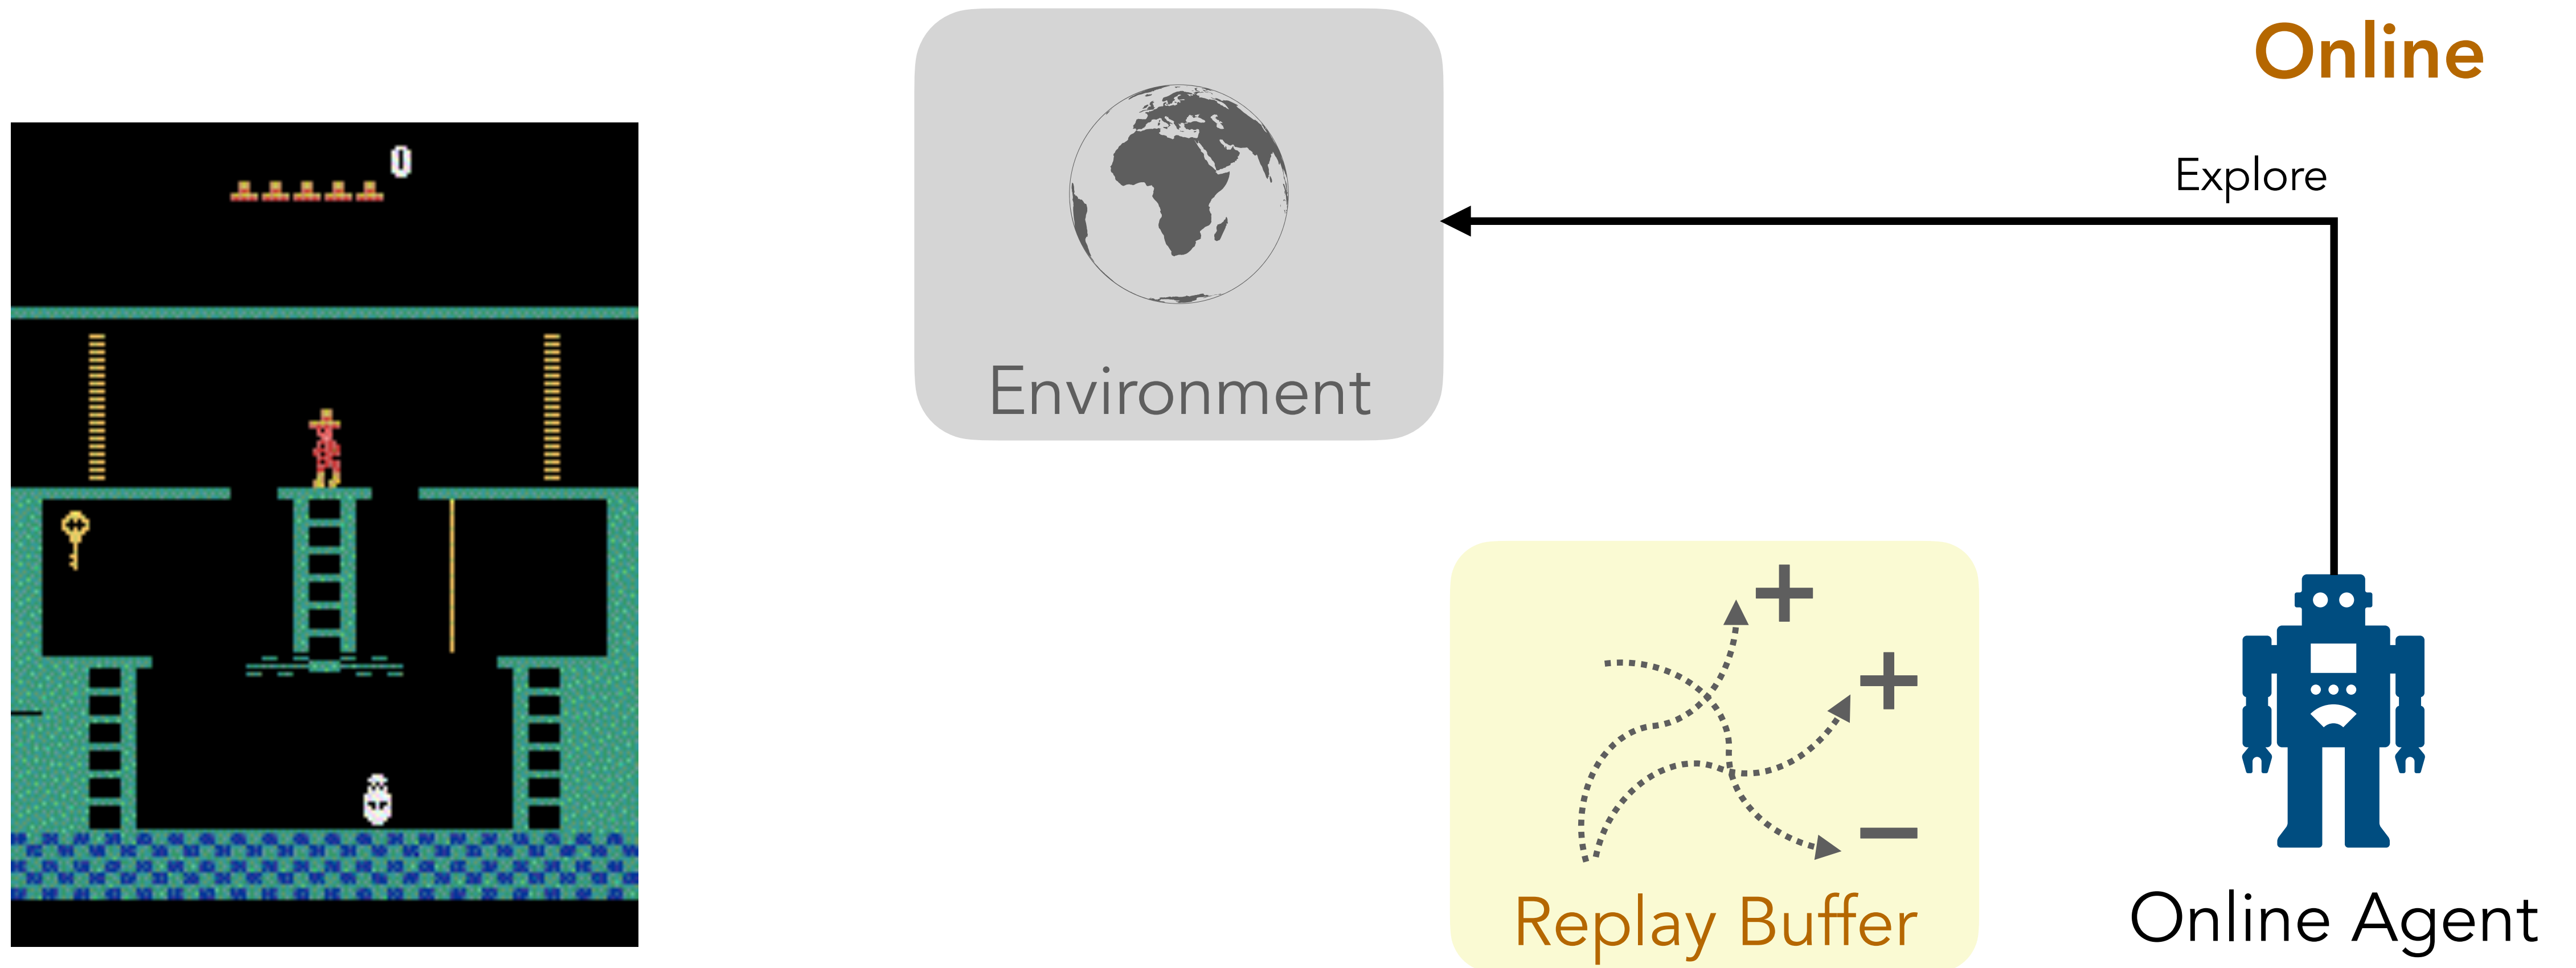 0
Environment
Online
Explore
Replay Buffer
Online Agent